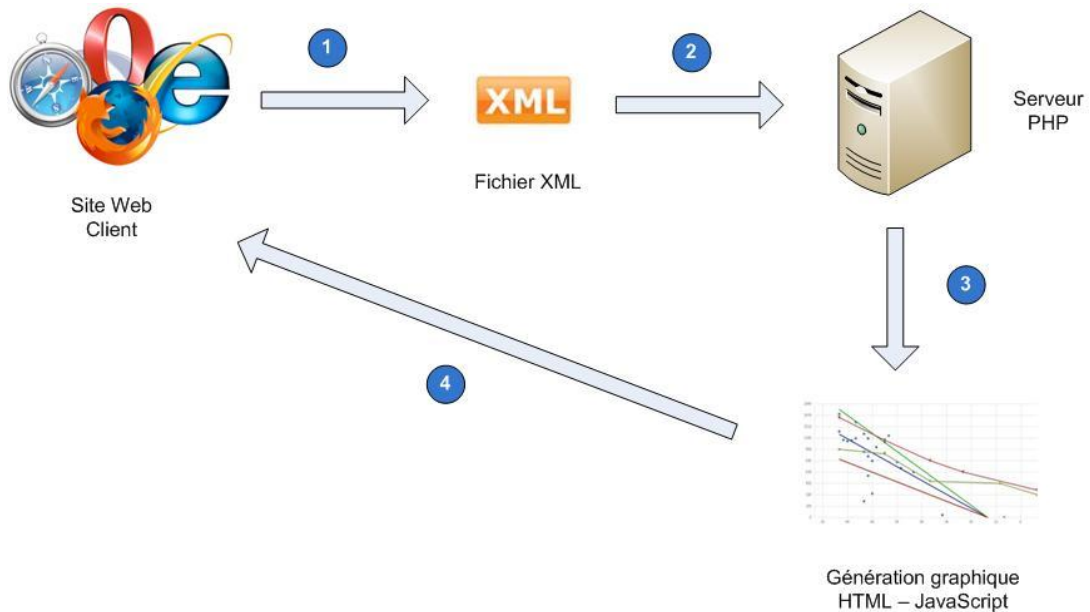 1
2
XML
Serveur
PHP
Fichier XML
Site Web
Client
3
4
Génération graphique
HTML – JavaScript